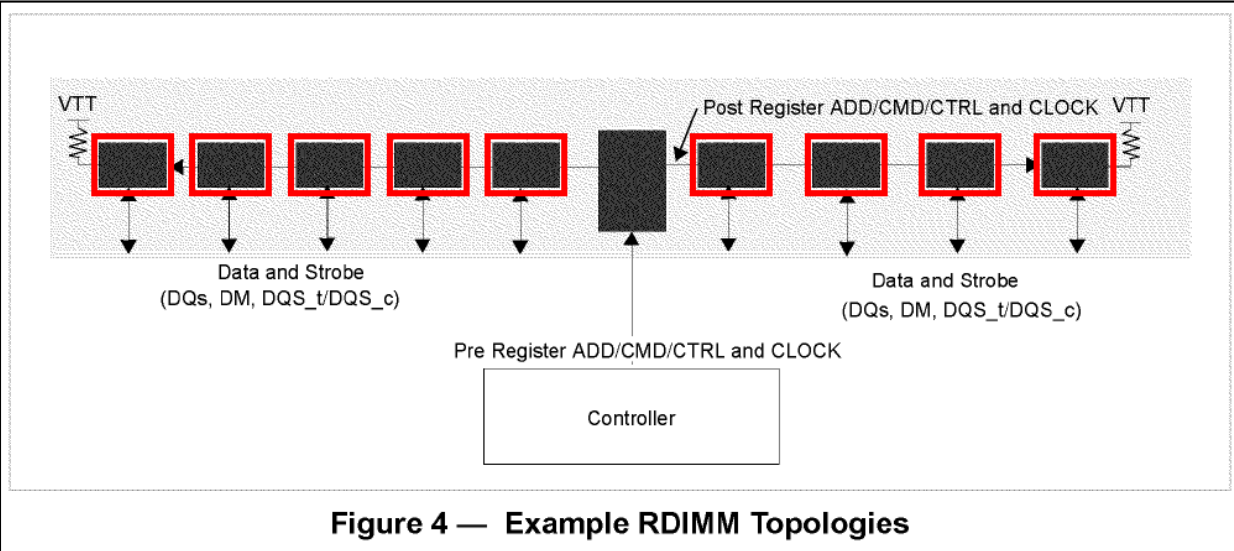 VTT
Post Register ADD/CMD/CTRL and CLOCK
VTT
Data and Strobe
(DQs, DM, DQS_t/DQS_c)
Data and Strobe
(DQs, DM, DQS_t/DQS_c)
Pre Register ADD/CMD/CTRL and CLOCK
Controller
Figure 4 — Example RDIMM Topologies